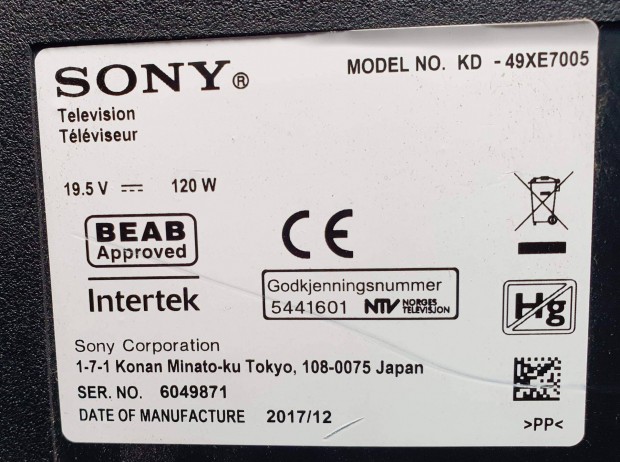 SONY®
MODEL NO. KD - 49XE7005
Television
Téléviseur
19.5 V ⎓ 120 W
BEAB
Approved
CE
Intertek
Godkjenningsnummer
5441601 NTV NORGES TELEVISJON
Hg
Sony Corporation
1-7-1 Konan Minato-ku Tokyo, 108-0075 Japan
SER. NO. 6049871
DATE OF MANUFACTURE 2017/12
>PP<